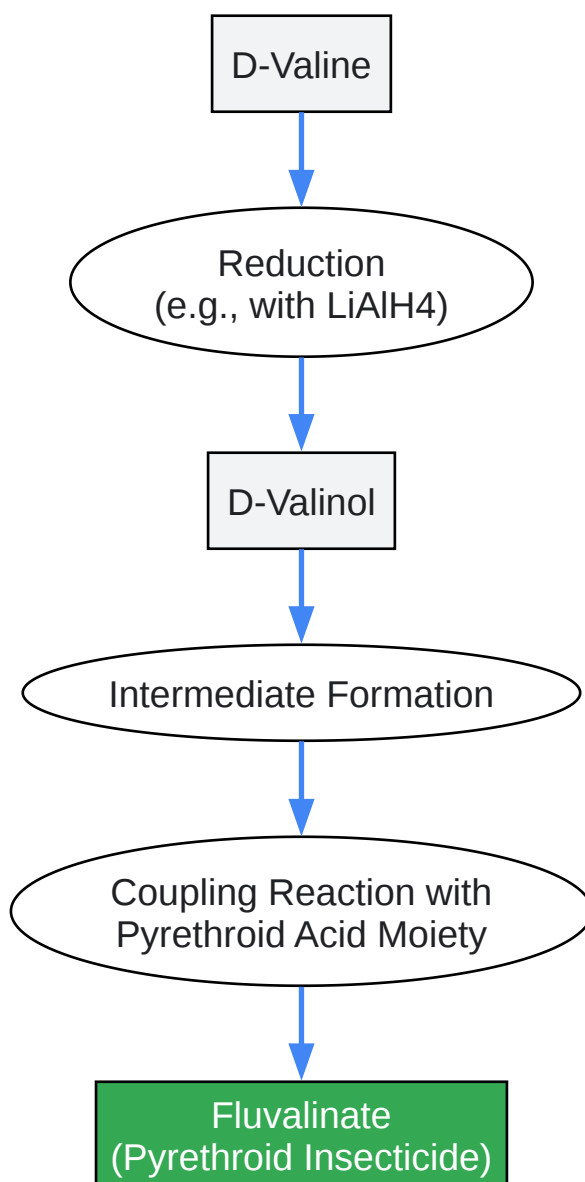 D-Valine
Reduction
(e.g., with LiAlH4)
D-Valinol
Intermediate Formation
Coupling Reaction with
Pyrethroid Acid Moiety
Fluvalinate
(Pyrethroid Insecticide)